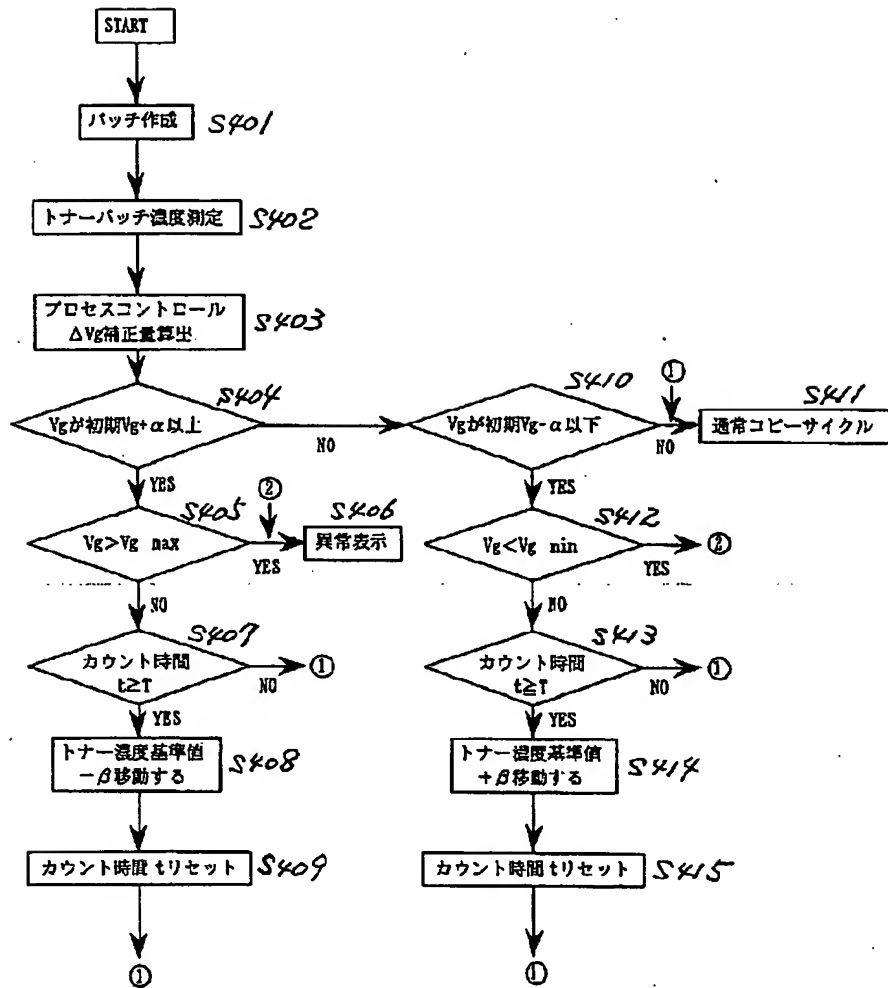 START
パッチ作成
S401
トナーパッチ濃度測定
S402
プロセスコントロール
ΔVg補正量算出
S403
S404
Vgが初期Vg+α以上
NO
YES
S410
Vgが初期Vg-α以下
①
NO
YES
S411
通常コピーサイクル
S405
Vg>Vg max
②
YES
NO
S406
異常表示
S412
Vg<Vg min
YES
②
NO
S407
カウント時間
t≧T
NO
①
YES
S413
カウント時間
t≧T
NO
①
YES
トナー濃度基準値
-β移動する
S408
トナー濃度基準値
+β移動する
S414
カウント時間 tリセット
S409
カウント時間 tリセット
S415
①
①